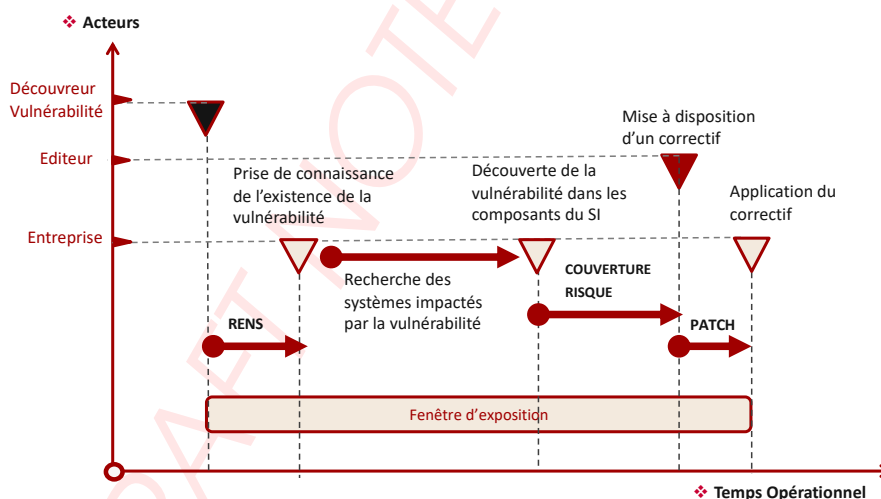 ❖ Acteurs
Découvreur
Vulnérabilité
Mise à disposition
d'un correctif
Editeur
Prise de connaissance
de l'existence de la
vulnérabilité
Découverte de la
vulnérabilité dans les
composants du SI
Application du
correctif
Entreprise
Recherche des
systèmes impactés
par la vulnérabilité
COUVERTURE
RISQUE
RENS
PATCH
Fenêtre d'exposition
❖ Temps Opérationnel